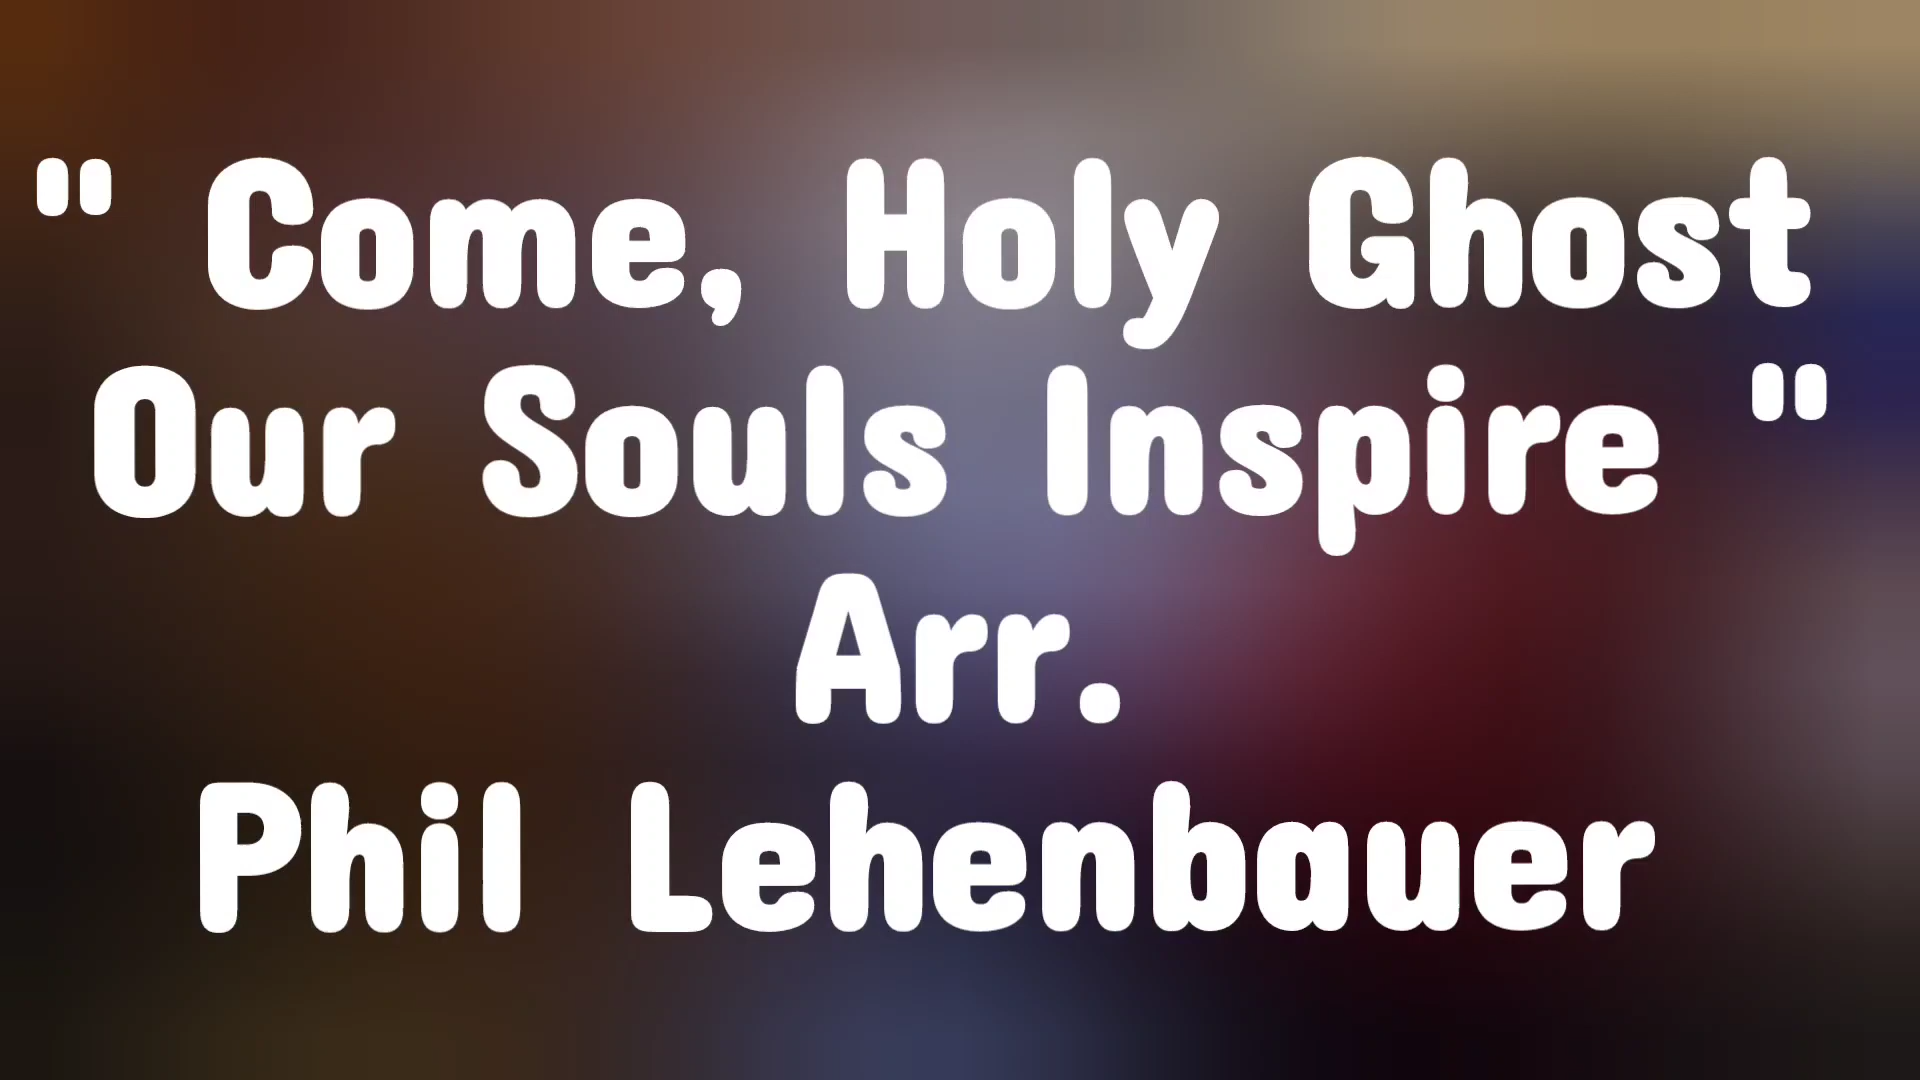 " Come, Holy Ghost
Our Souls Inspire "
Arr.
Phil Lehenbauer